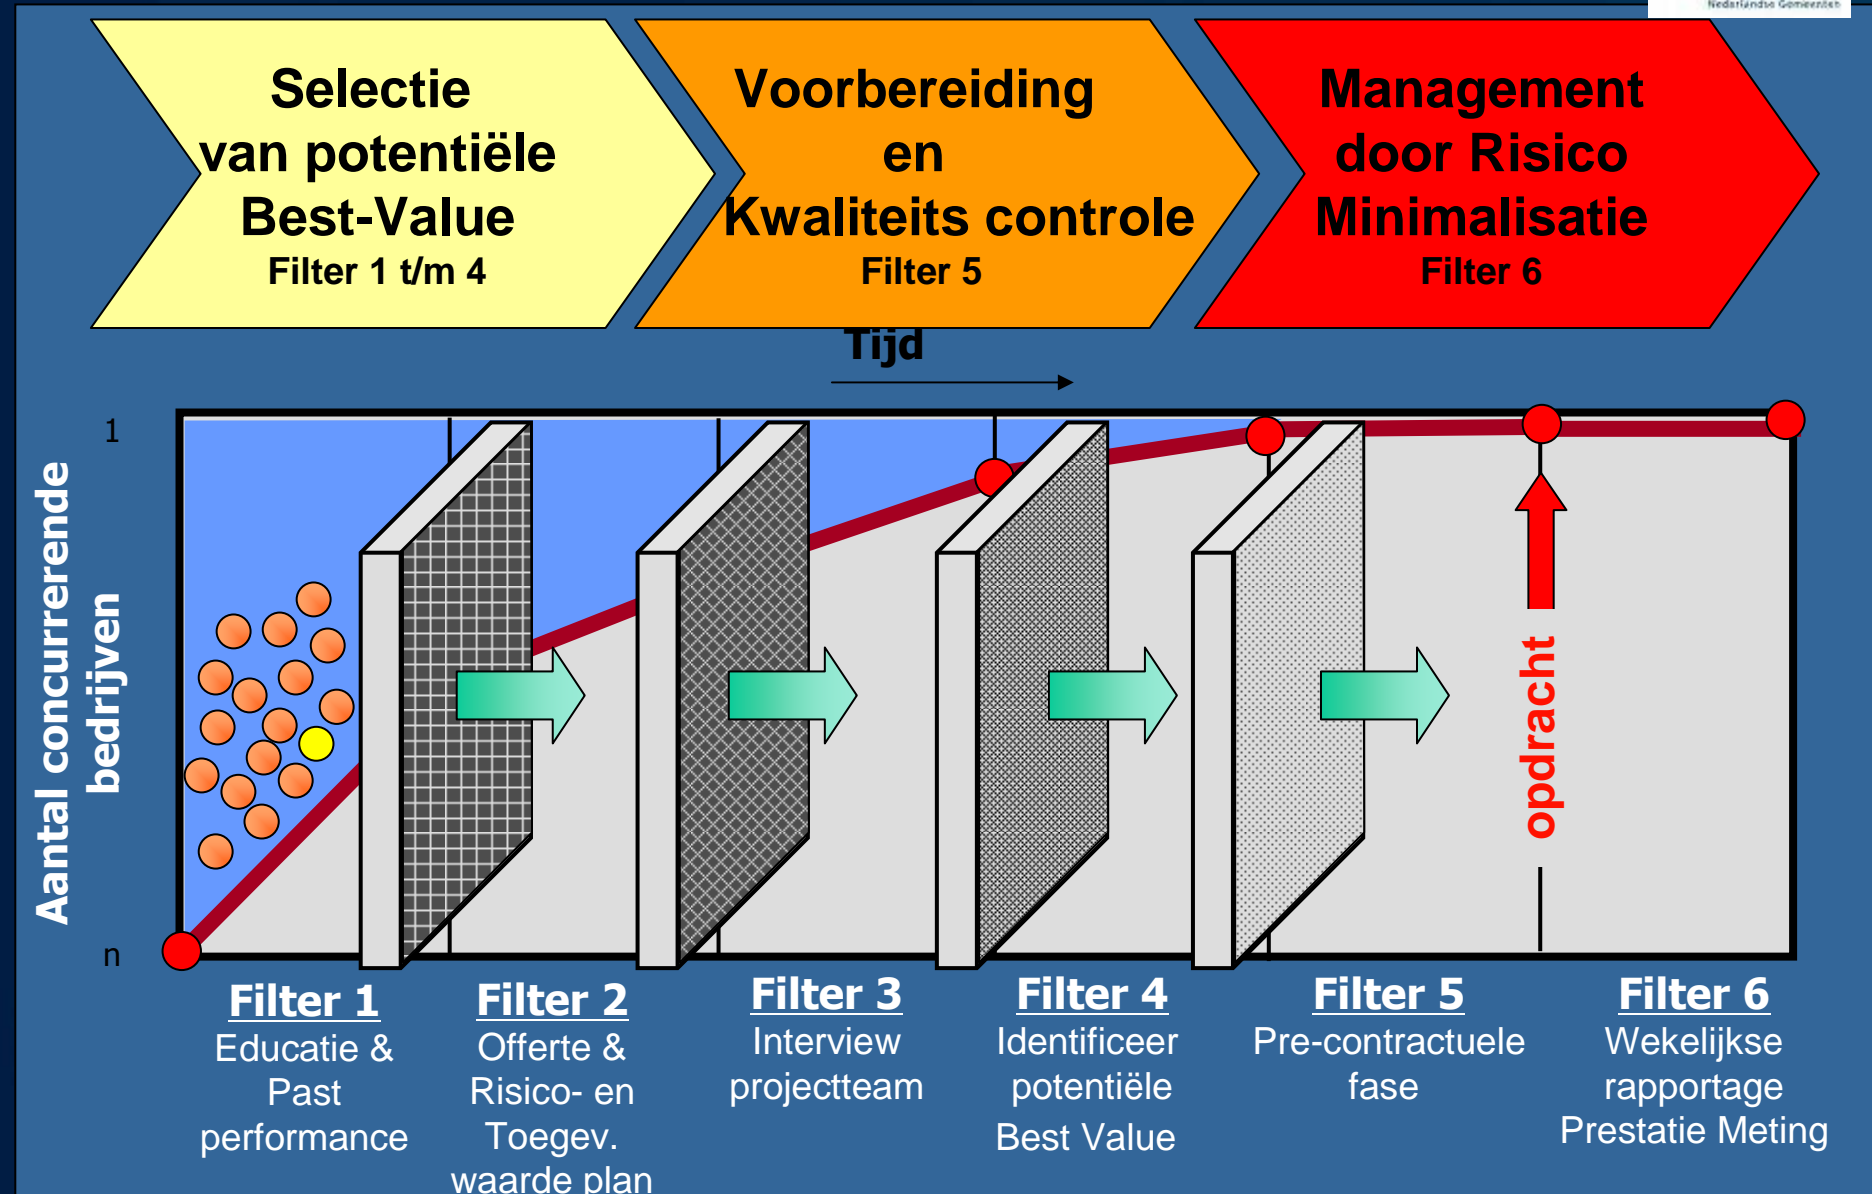 Nederlandse Gemeenten
Selectie
van potentiële
Best-Value
Filter 1 t/m 4
Voorbereiding
en
Kwaliteits controle
Filter 5
Management
door Risico
Minimalisatie
Filter 6
Tijd
1
n
Aantal concurrerende
bedrijven
opdracht
Filter 1
Educatie &
Past
performance
Filter 2
Offerte &
Risico- en
Toegev.
waarde plan
Filter 3
Interview
projectteam
Filter 4
Identificeer
potentiële
Best Value
Filter 5
Pre-contractuele
fase
Filter 6
Wekelijkse
rapportage
Prestatie Meting